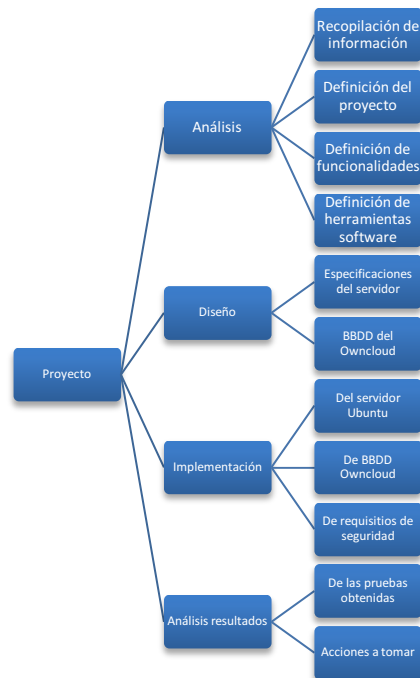 Proyecto
Análisis
Recopilación de
información
Definición del
proyecto
Definición de
funcionalidades
Definición de
herramientas
software
Diseño
Especificaciones
del servidor
BBDD del
Owncloud
Implementación
Del servidor
Ubuntu
De BBDD
Owncloud
De requisitios de
seguridad
Análisis resultados
De las pruebas
obtenidas
Acciones a tomar